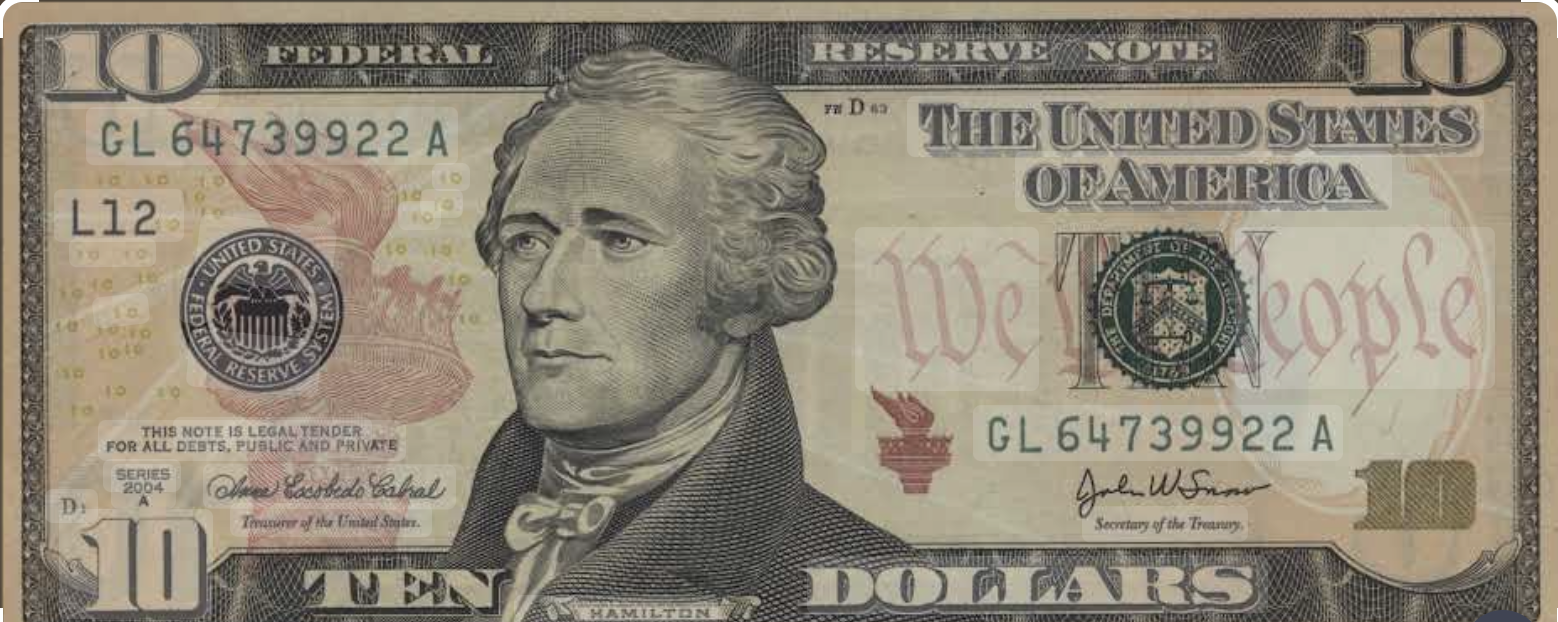 10 FEDERAL RESERVE NOTE 10
FW D 63
THE UNITED STATES
OF AMERICA
GL 64739922 A
L12
UNITED STATES
FEDERAL RESERVE SYSTEM
We People
THE DEPARTMENT OF THE TREASURY
1789
TEN
GL 64739922 A
THIS NOTE IS LEGAL TENDER
FOR ALL DEBTS, PUBLIC AND PRIVATE
SERIES
2004
A
Anna Escobedo Cabral
Treasurer of the United States.
John W Snow
Secretary of the Treasury.
10
10
TEN DOLLARS
HAMILTON